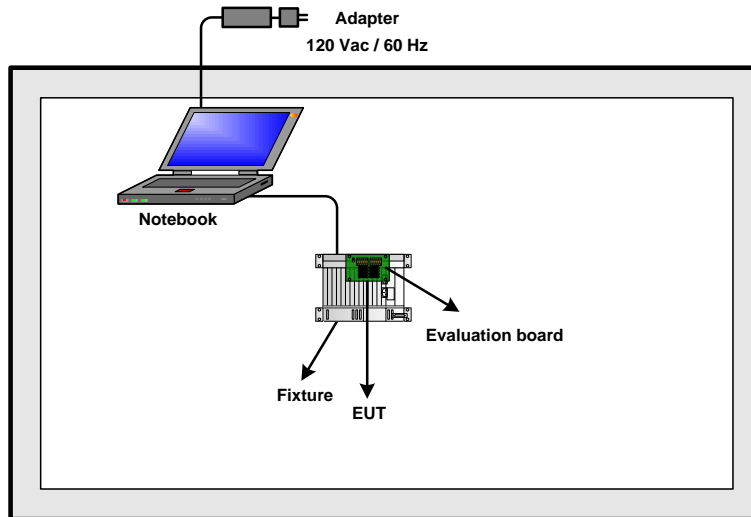 Adapter
120 Vac / 60 Hz
Notebook
Evaluation board
Fixture
EUT